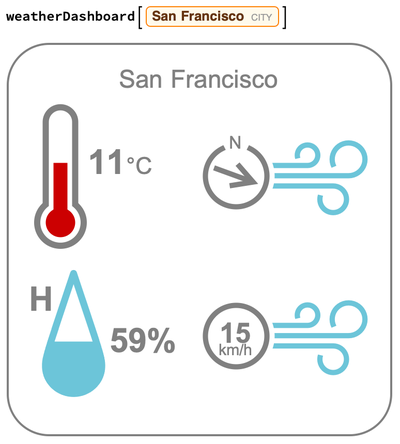 weatherDashboard[San Francisco CITY]
San Francisco
11°C
N
H
59%
15
km/h